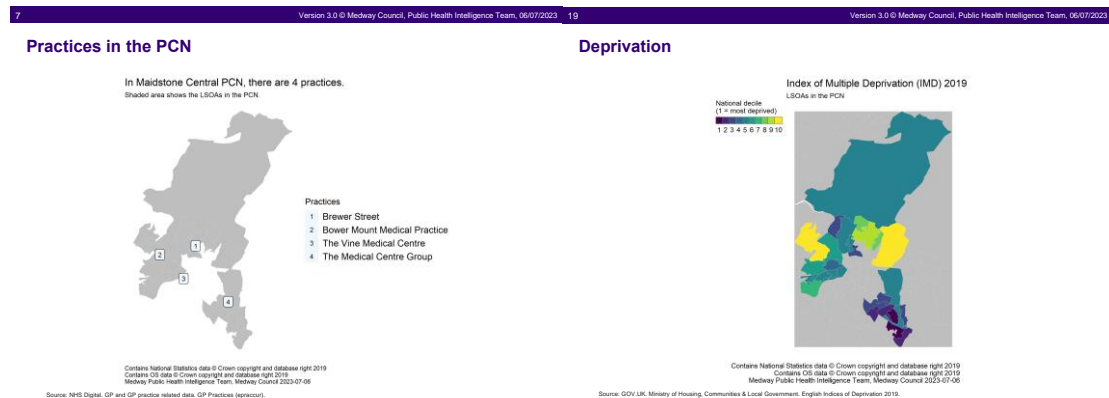 7
Version 3.0 © Medway Council, Public Health Intelligence Team, 06/07/2023
Practices in the PCN
In Maidstone Central PCN, there are 4 practices.
Shaded area shows the LSOAs in the PCN.
1
2
3
4
Practices
1 Brewer Street
2 Bower Mount Medical Practice
3 The Vine Medical Centre
4 The Medical Centre Group
Contains National Statistics data © Crown copyright and database right 2019
Contains OS data © Crown copyright and database right 2019
Medway Public Health Intelligence Team, Medway Council 2023-07-06
Source: NHS Digital. GP and GP practice related data. GP Practices (epraccur).
19
Version 3.0 © Medway Council, Public Health Intelligence Team, 06/07/2023
Deprivation
Index of Multiple Deprivation (IMD) 2019
LSOAs in the PCN
National decile
(1 = most deprived)
1 2 3 4 5 6 7 8 9 10
Contains National Statistics data © Crown copyright and database right 2019
Contains OS data © Crown copyright and database right 2019
Medway Public Health Intelligence Team, Medway Council 2023-07-06
Source: GOV.UK. Ministry of Housing, Communities & Local Government. English Indices of Deprivation 2019.